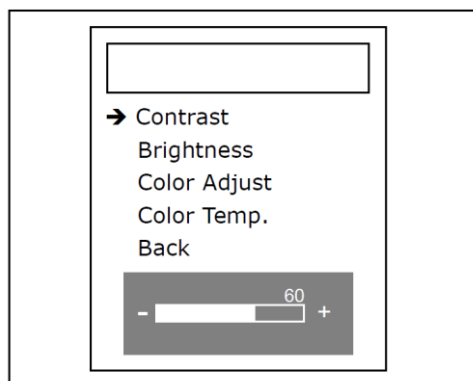 ➔ Contrast
Brightness
Color Adjust
Color Temp.
Back
60
- +